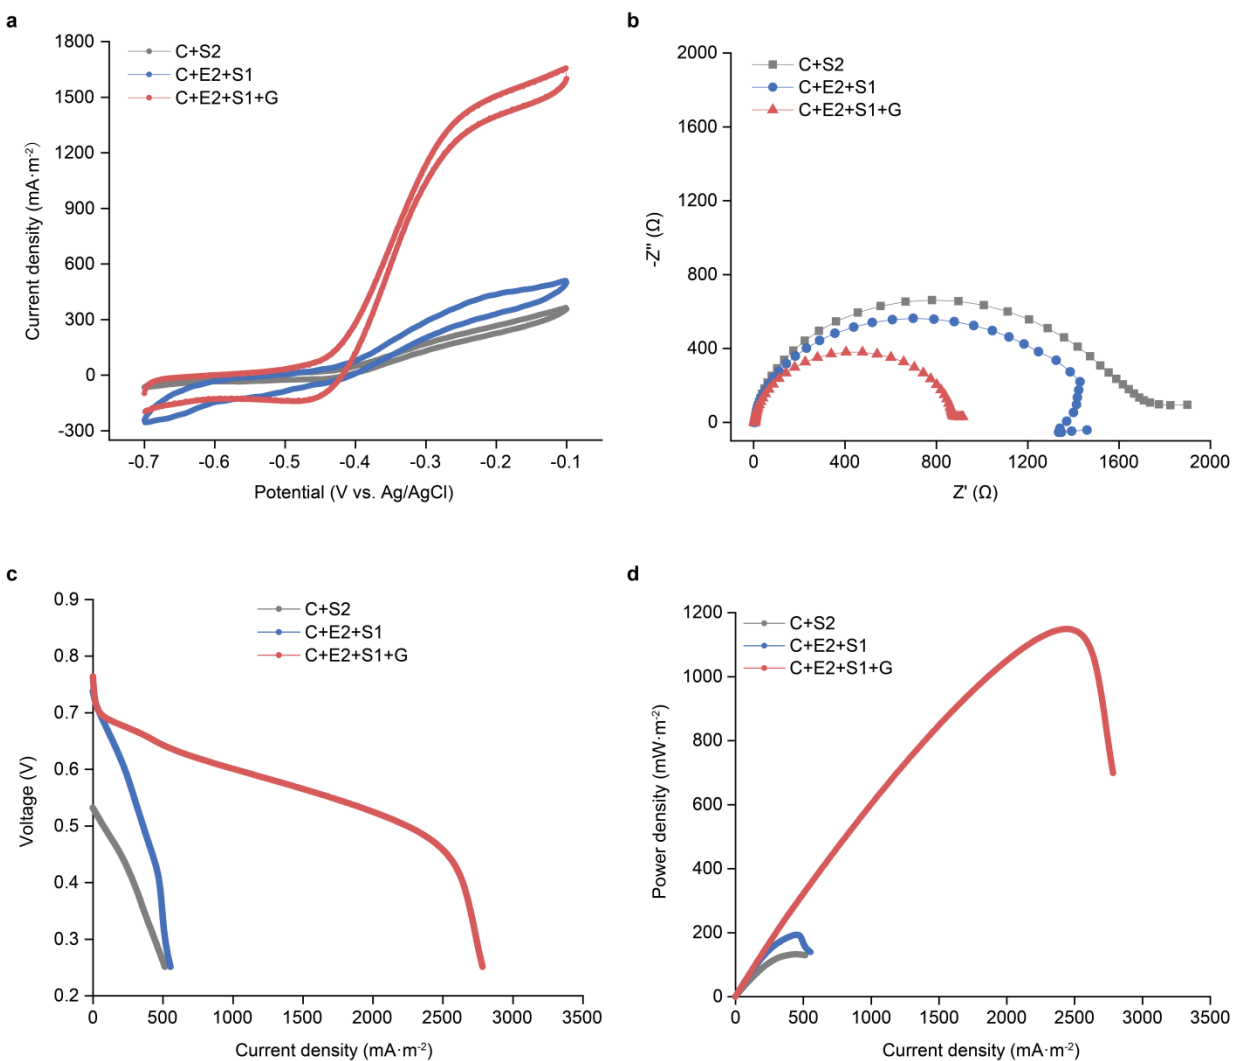 a
1800
1500
1200
900
600
300
0
-300
Current density (mA·m⁻²)
C+S2
C+E2+S1
C+E2+S1+G
-0.7 -0.6 -0.5 -0.4 -0.3 -0.2 -0.1
Potential (V vs. Ag/AgCl)
b
2000
1600
1200
800
400
0
-Z'' (Ω)
C+S2
C+E2+S1
C+E2+S1+G
0 400 800 1200 1600 2000
Z' (Ω)
c
0.9
0.8
0.7
0.6
0.5
0.4
0.3
0.2
Voltage (V)
C+S2
C+E2+S1
C+E2+S1+G
0 500 1000 1500 2000 2500 3000 3500
Current density (mA·m⁻²)
d
1200
1000
800
600
400
200
0
Power density (mW·m⁻²)
C+S2
C+E2+S1
C+E2+S1+G
0 500 1000 1500 2000 2500 3000 3500
Current density (mA·m⁻²)